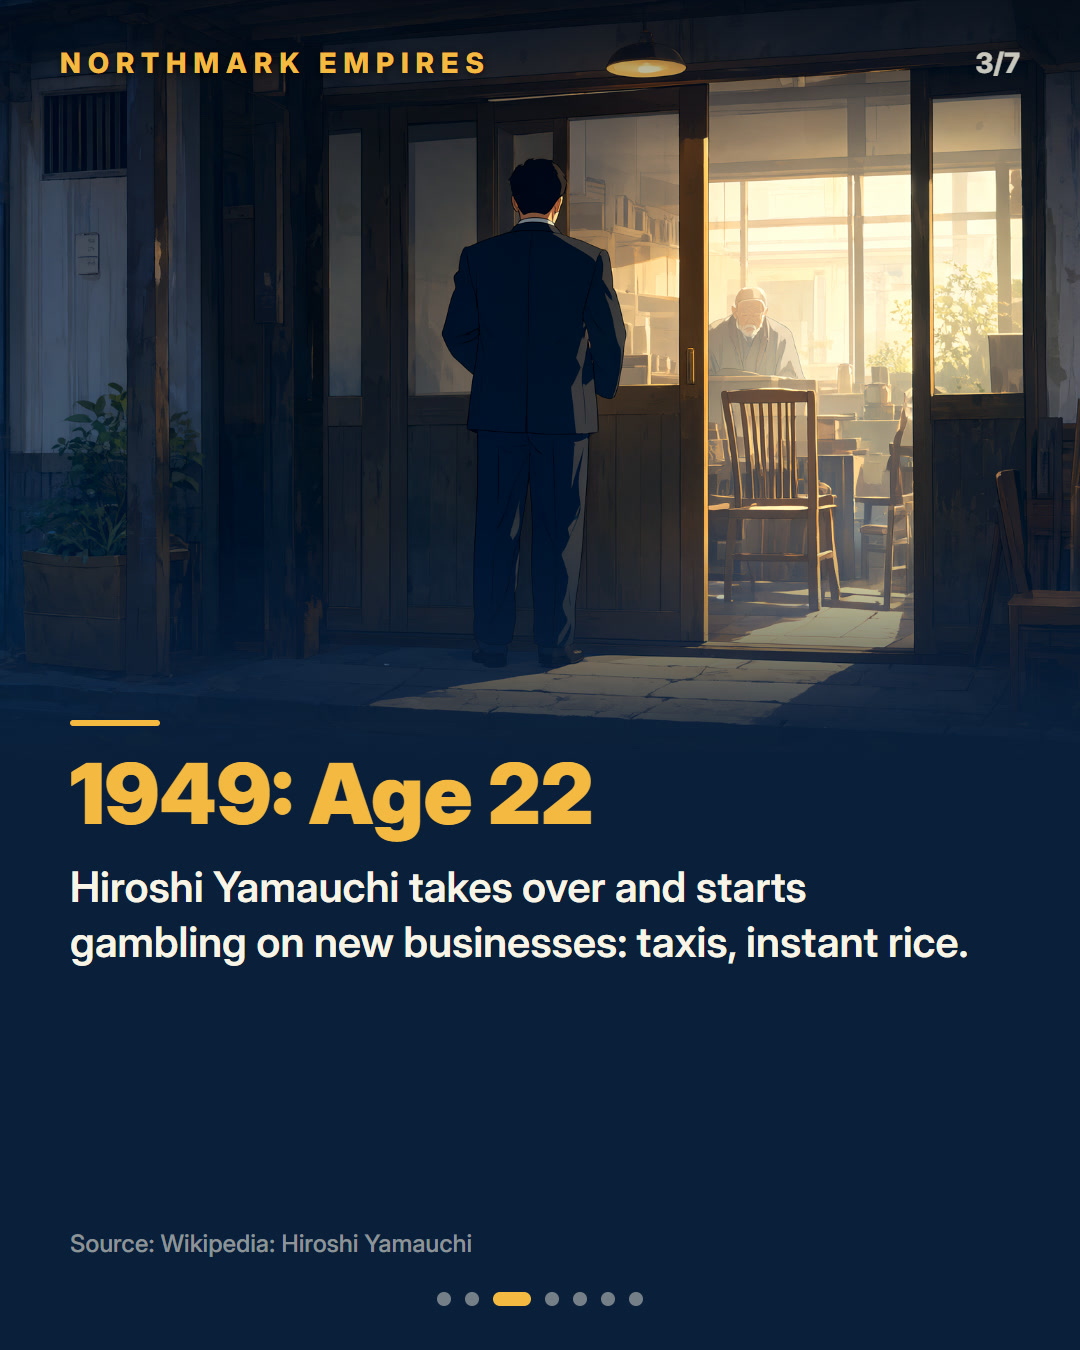 NORTHMARK EMPIRES
3/7
1949: Age 22
Hiroshi Yamauchi takes over and starts
gambling on new businesses: taxis, instant rice.
Source: Wikipedia: Hiroshi Yamauchi